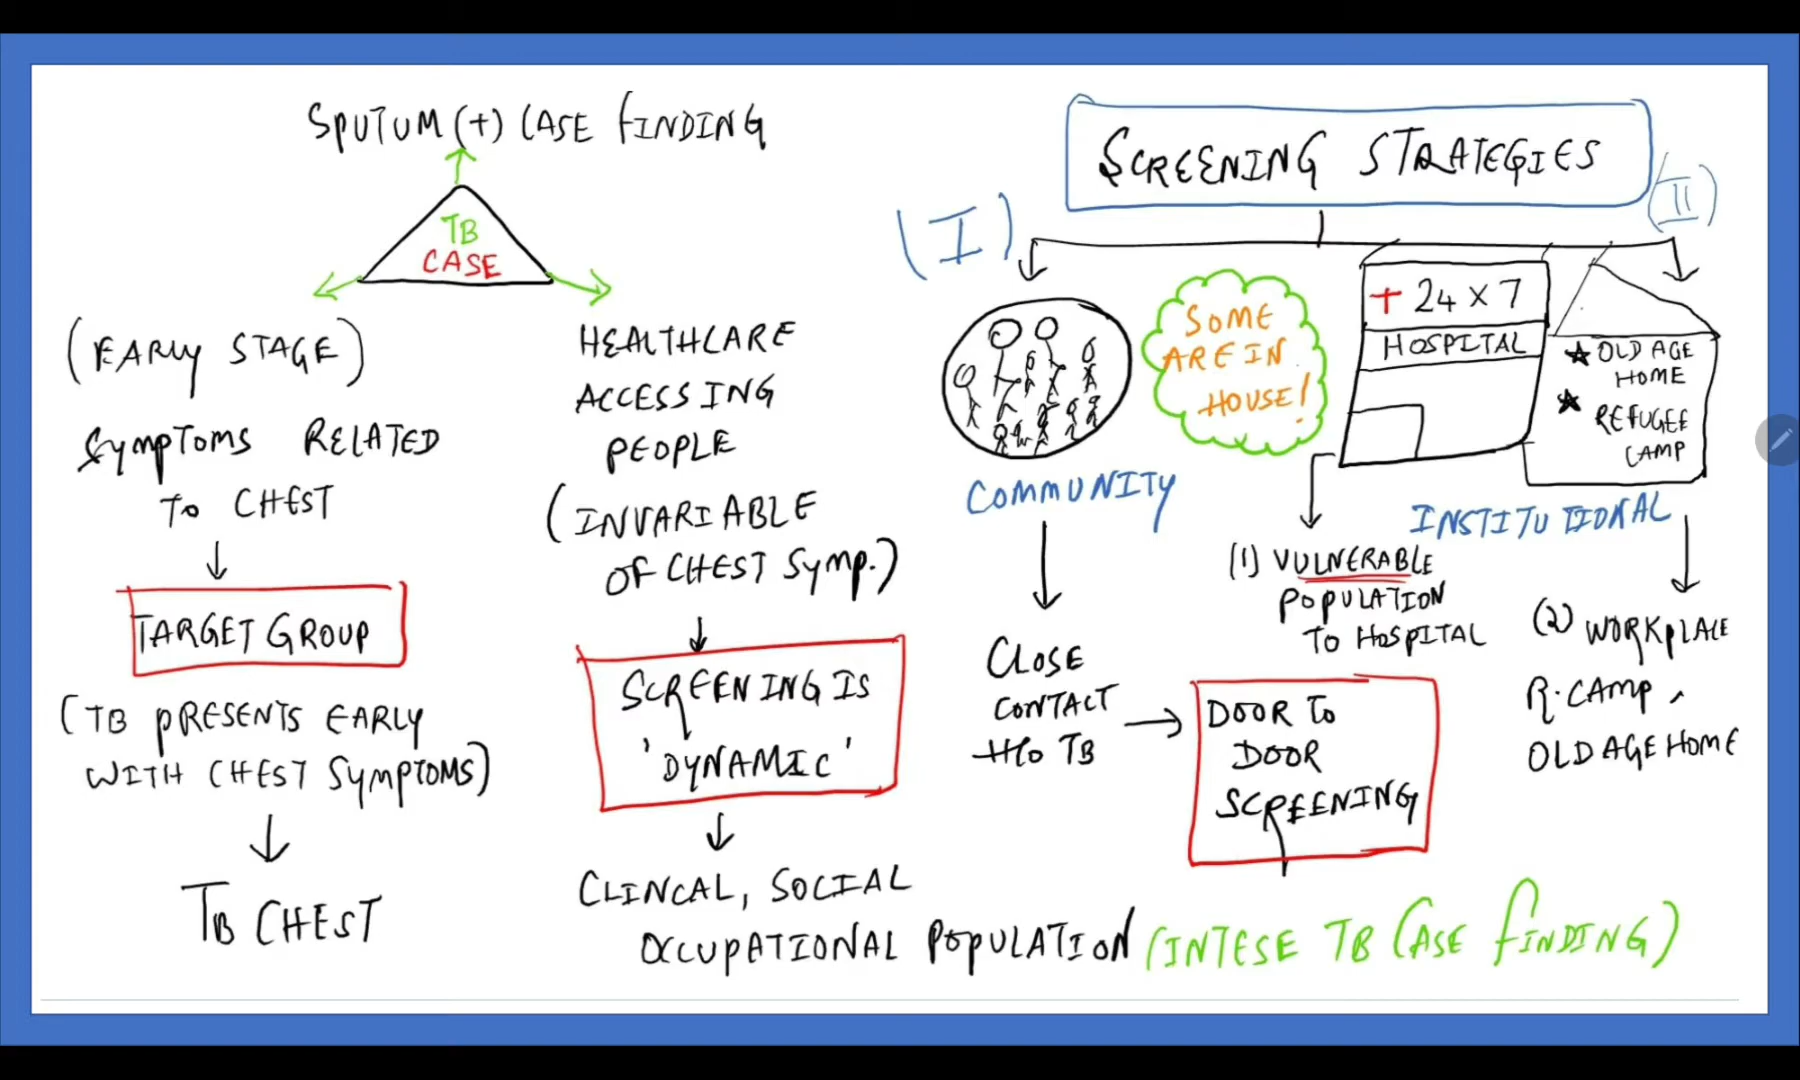 SPUTUM (+) CASE FINDING
TB
CASE
(EARLY STAGE)
SYMPTOMS RELATED
TO CHEST
TARGET GROUP
(TB PRESENTS EARLY
WITH CHEST SYMPTOMS)
TB CHEST
HEALTHCARE
ACCESSING
PEOPLE
(INVARIABLE
OF CHEST SYMP.)
SCREENING IS
'DYNAMIC'
CLINCAL, SOCIAL
OCCUPATIONAL POPULATION (INTESE TB CASE FINDING)
SCREENING STRATEGIES
(I)
(II)
SOME
ARE IN
HOUSE!
+ 24 x 7
HOSPITAL
★ OLD AGE
HOME
★ REFUGEE
CAMP
COMMUNITY
INSTITUTIONAL
CLOSE
CONTACT
H/O TB
DOOR TO
DOOR
SCREENING
(1) VULNERABLE
POPULATION
TO HOSPITAL
(2) WORKPLACE
R.CAMP,
OLD AGE HOME